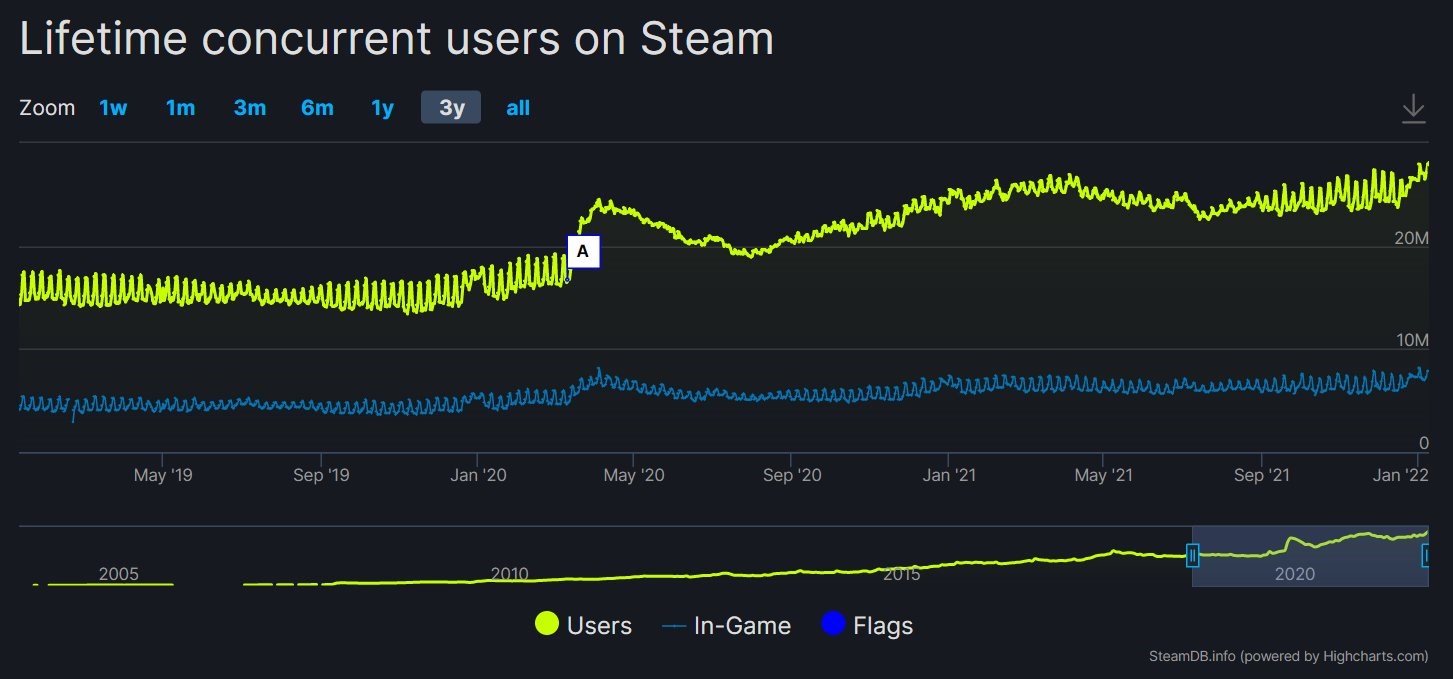 Lifetime concurrent users on Steam
Zoom 1w 1m 3m 6m 1y 3y all
A
20M
10M
0
May '19 Sep '19 Jan '20 May '20 Sep '20 Jan '21 May '21 Sep '21 Jan '22
2005 2010 2015 2020
Users In-Game Flags
SteamDB.info (powered by Highcharts.com)